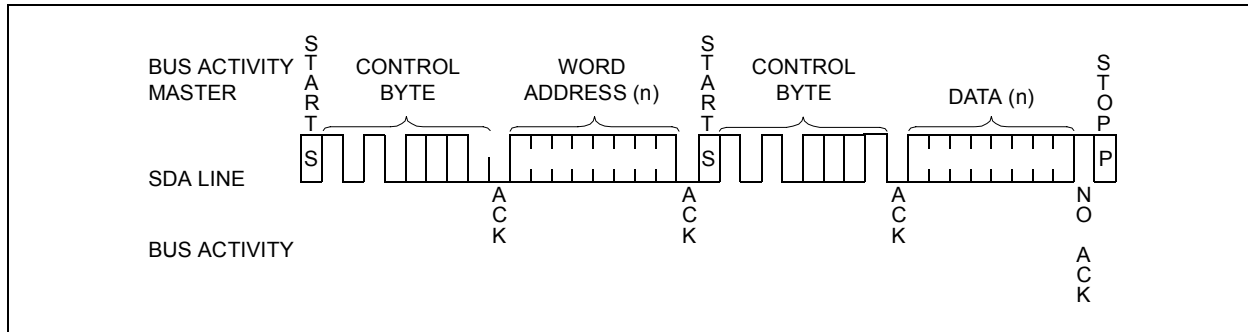 START
BUS ACTIVITY
MASTER
CONTROL
BYTE
WORD
ADDRESS (n)
START
CONTROL
BYTE
DATA (n)
STOP
S
S
P
SDA LINE
ACK
ACK
ACK
NO ACK
BUS ACTIVITY